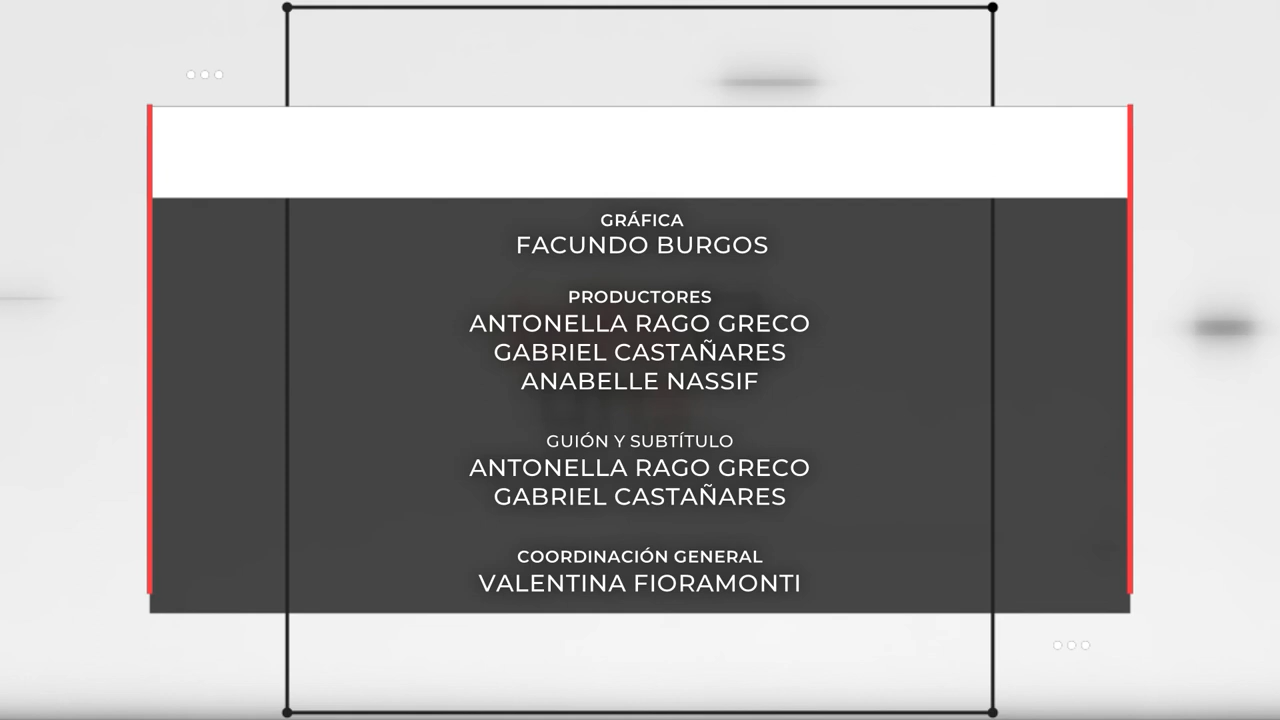 GRÁFICA
FACUNDO BURGOS
PRODUCTORES
ANTONELLA RAGO GRECO
GABRIEL CASTAÑARES
ANABELLE NASSIF
GUIÓN Y SUBTÍTULO
ANTONELLA RAGO GRECO
GABRIEL CASTAÑARES
COORDINACIÓN GENERAL
VALENTINA FIORAMONTI